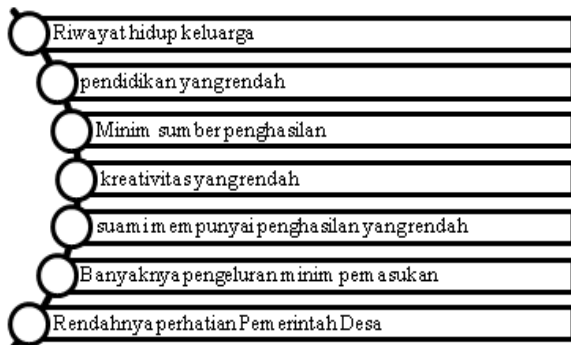 Riwayat hidup keluarga
pendidikan yang rendah
Minim sumber penghasilan
kreativitas yang rendah
suami mempunyai penghasilan yang rendah
Banyaknya pengeluran minim pemasukan
Rendahnya perhatian Pemerintah Desa